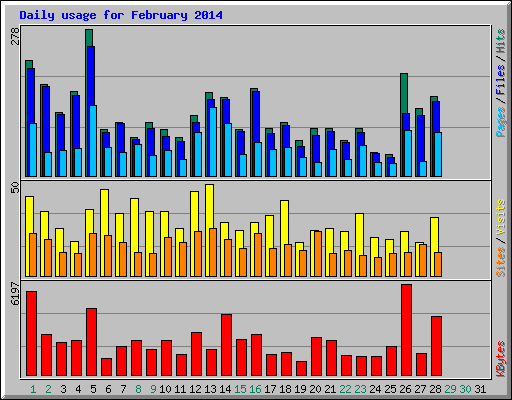 Daily usage for February 2014
278
Pages / Files / Hits
50
Sites / Visits
6197
KBytes
1 2 3 4 5 6 7 8 9 10 11 12 13 14 15 16 17 18 19 20 21 22 23 24 25 26 27 28 29 30 31